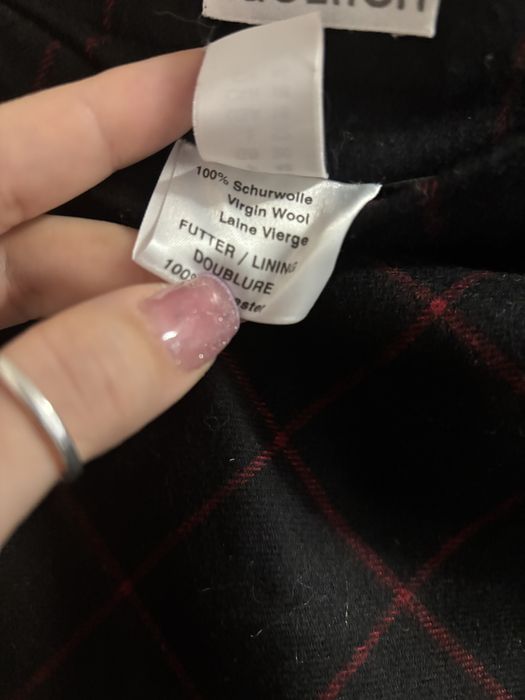 100% Schurwolle
Virgin Wool
Laine Vierge
FUTTER / LINING
DOUBLURE